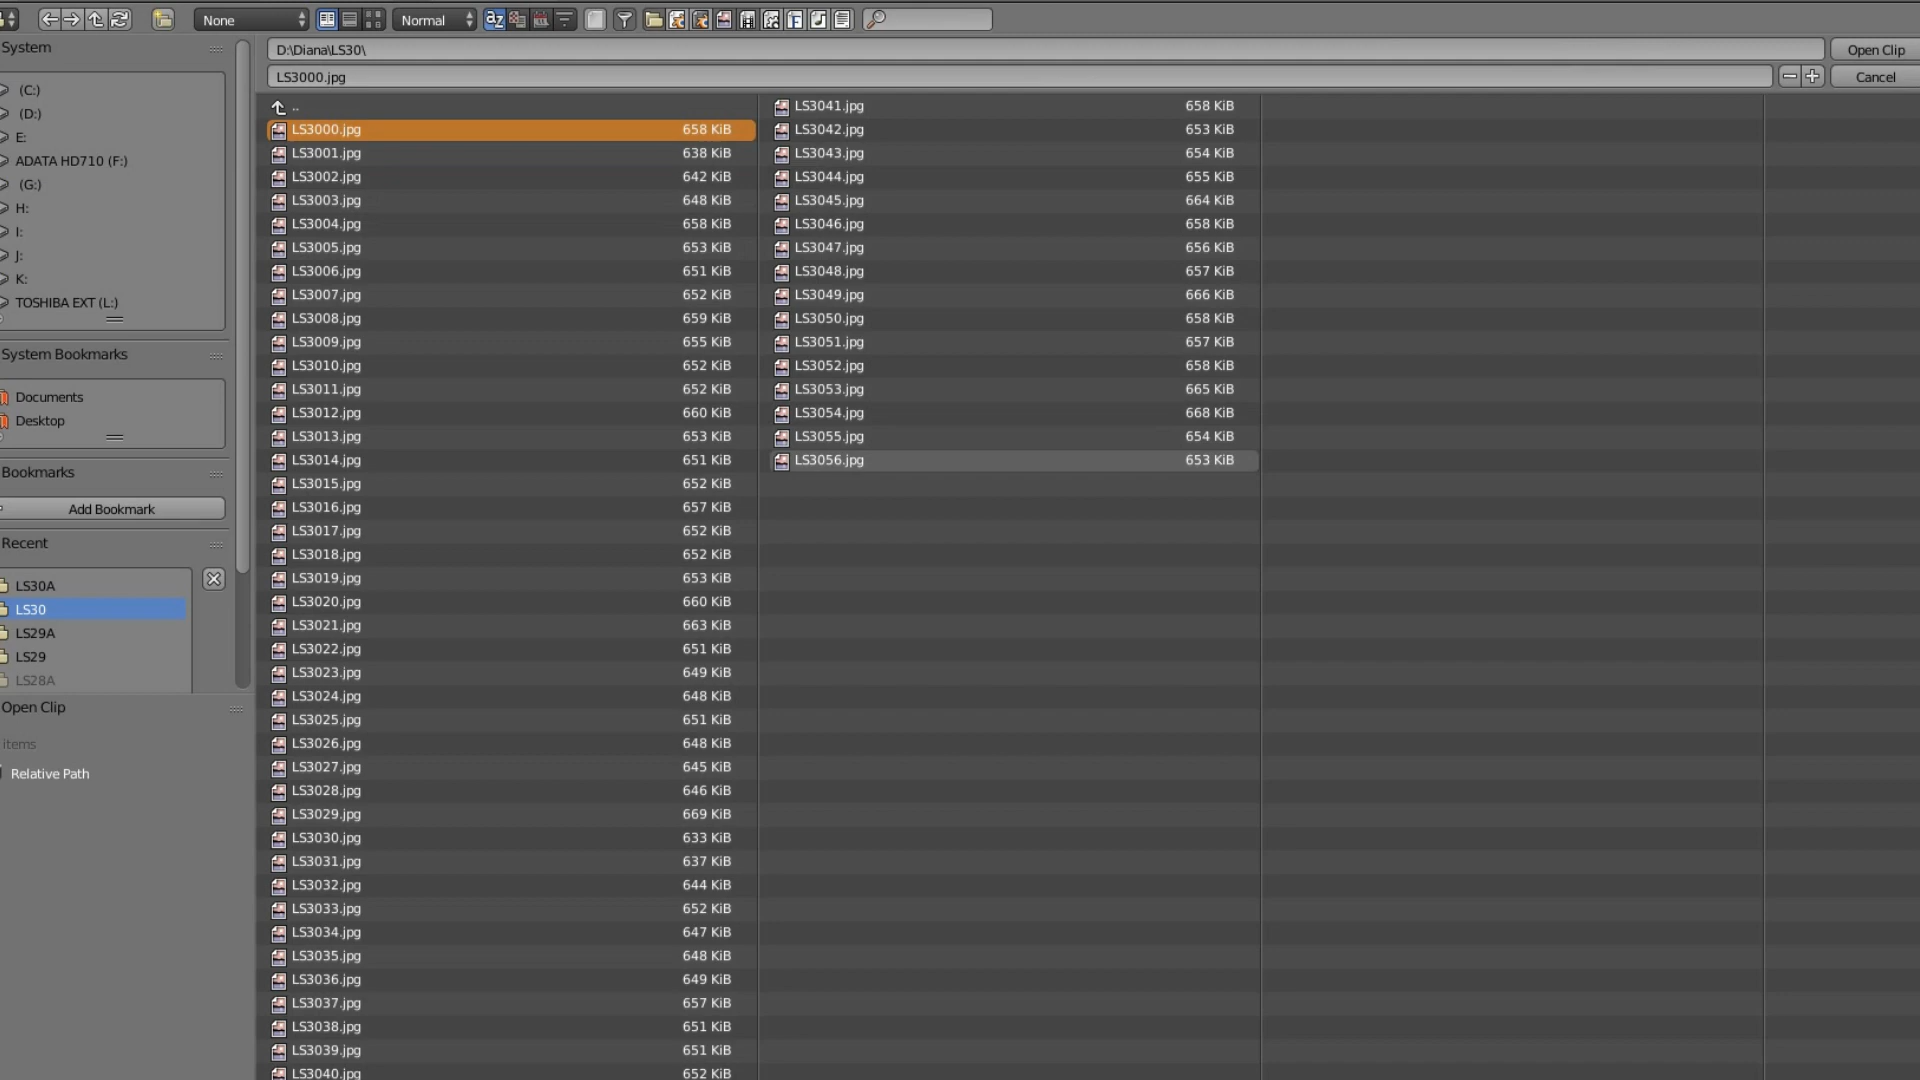 None
Normal
System
(C:)
(D:)
E:
ADATA HD710 (F:)
(G:)
H:
I:
J:
K:
TOSHIBA EXT (L:)
System Bookmarks
Documents
Desktop
Bookmarks
Add Bookmark
Recent
LS30A
LS30
LS29A
LS29
LS28A
Open Clip
items
Relative Path
D:\Diana\LS30\
Open Clip
LS3000.jpg
Cancel
..
LS3000.jpg 658 KiB
LS3001.jpg 638 KiB
LS3002.jpg 642 KiB
LS3003.jpg 648 KiB
LS3004.jpg 658 KiB
LS3005.jpg 653 KiB
LS3006.jpg 651 KiB
LS3007.jpg 652 KiB
LS3008.jpg 659 KiB
LS3009.jpg 655 KiB
LS3010.jpg 652 KiB
LS3011.jpg 652 KiB
LS3012.jpg 660 KiB
LS3013.jpg 653 KiB
LS3014.jpg 651 KiB
LS3015.jpg 652 KiB
LS3016.jpg 657 KiB
LS3017.jpg 652 KiB
LS3018.jpg 652 KiB
LS3019.jpg 653 KiB
LS3020.jpg 660 KiB
LS3021.jpg 663 KiB
LS3022.jpg 651 KiB
LS3023.jpg 649 KiB
LS3024.jpg 648 KiB
LS3025.jpg 651 KiB
LS3026.jpg 648 KiB
LS3027.jpg 645 KiB
LS3028.jpg 646 KiB
LS3029.jpg 669 KiB
LS3030.jpg 633 KiB
LS3031.jpg 637 KiB
LS3032.jpg 644 KiB
LS3033.jpg 652 KiB
LS3034.jpg 647 KiB
LS3035.jpg 648 KiB
LS3036.jpg 649 KiB
LS3037.jpg 657 KiB
LS3038.jpg 651 KiB
LS3039.jpg 651 KiB
LS3040.jpg 652 KiB
LS3041.jpg 658 KiB
LS3042.jpg 653 KiB
LS3043.jpg 654 KiB
LS3044.jpg 655 KiB
LS3045.jpg 664 KiB
LS3046.jpg 658 KiB
LS3047.jpg 656 KiB
LS3048.jpg 657 KiB
LS3049.jpg 666 KiB
LS3050.jpg 658 KiB
LS3051.jpg 657 KiB
LS3052.jpg 658 KiB
LS3053.jpg 665 KiB
LS3054.jpg 668 KiB
LS3055.jpg 654 KiB
LS3056.jpg 653 KiB